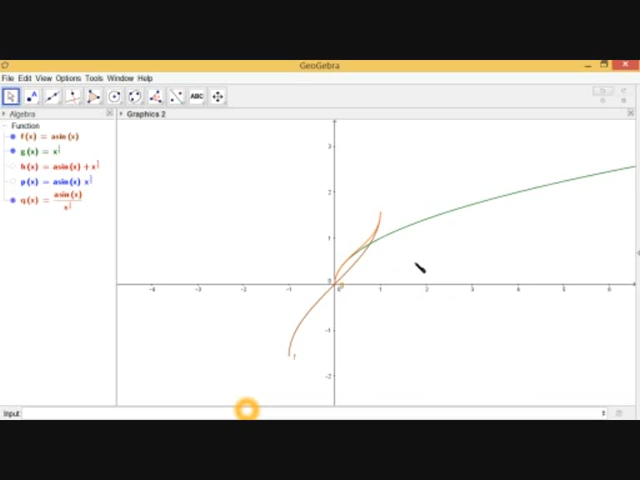 GeoGebra
File Edit View Options Tools Window Help
ABC
Algebra
Graphics 2
Function
f(x) = asin(x)
g(x) = x^½
h(x) = asin(x) + x^½
p(x) = asin(x) x^½
q(x) = asin(x) / x^½
3
2
1
0
-4 -3 -2 -1 0 1 2 3 4 5 6
-1
f
-2
Input: